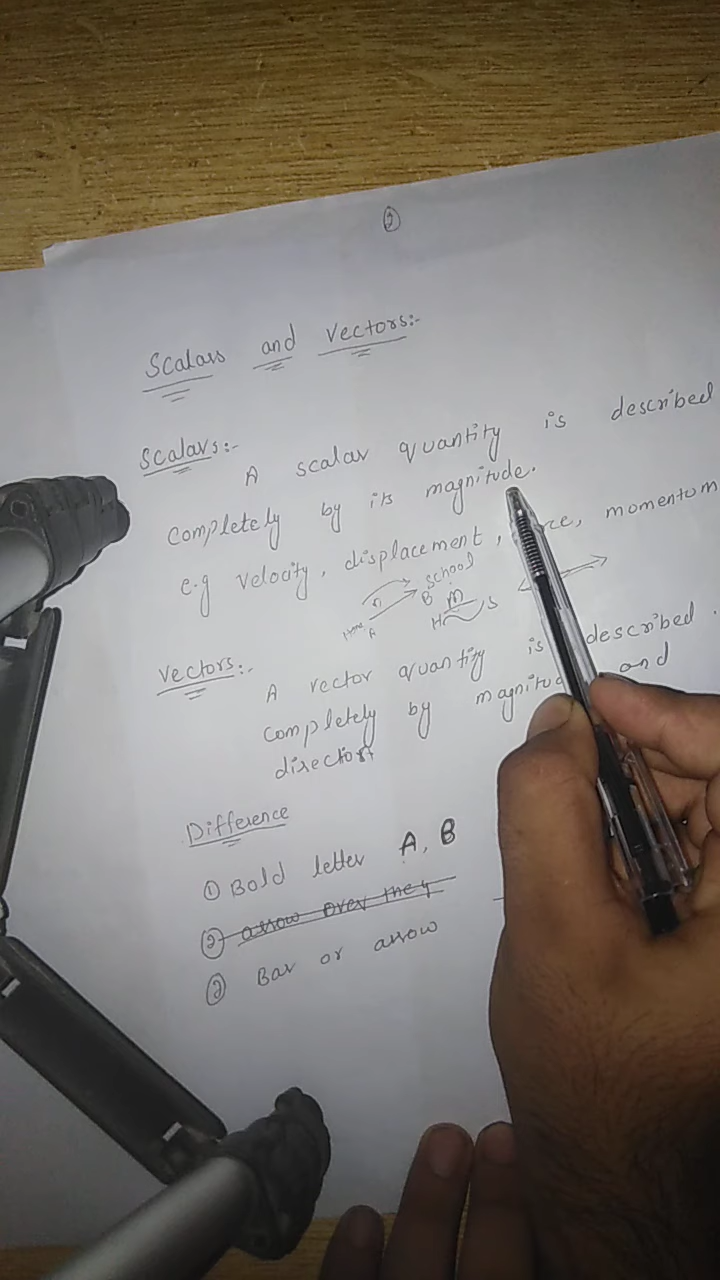 2
Scalars and Vectors:-
Scalars:-
A scalar quantity is described
completely by its magnitude.
e.g velocity, displacement, momentum
School
Home A B m
H S
Vectors:-
A vector quantity is described
completely by and
direction
Difference
① Bold letter A, B
② arrow over the
② Bar or arrow